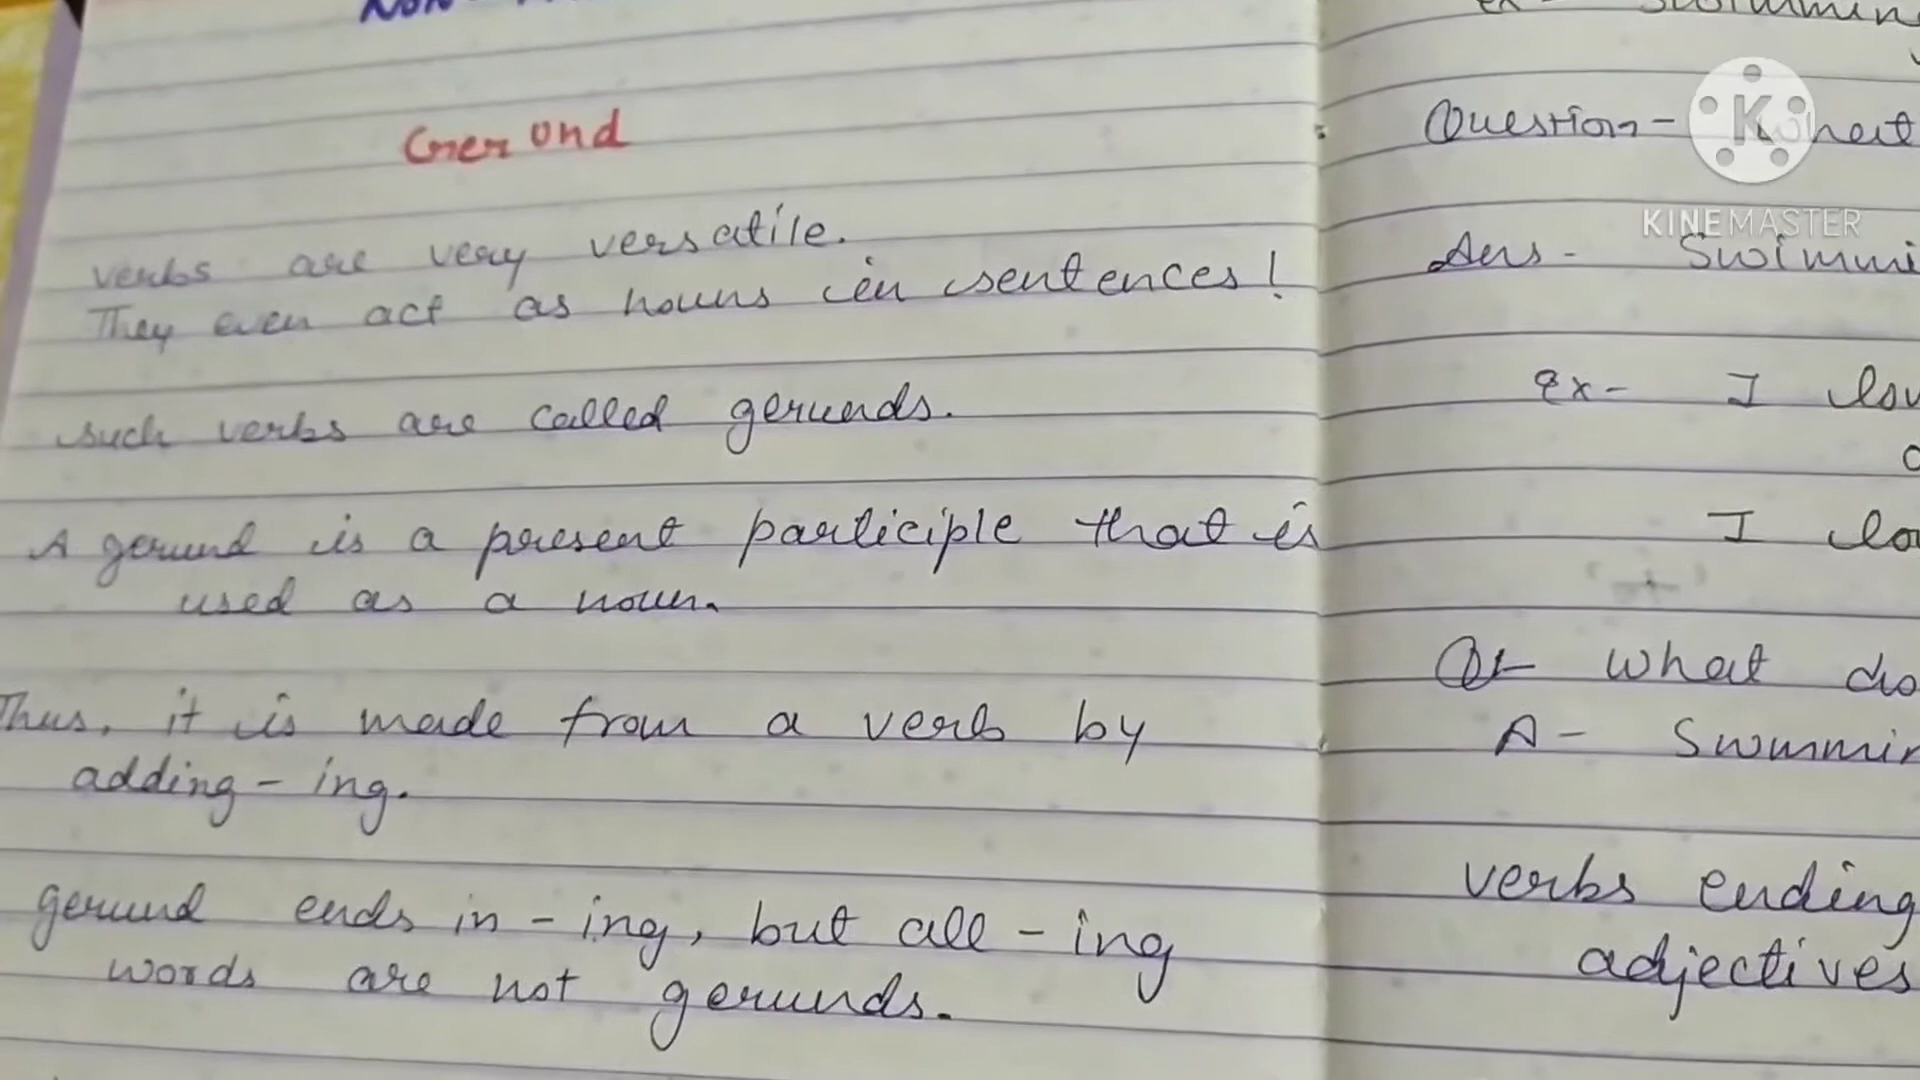 Gerund
verbs are very versatile.
They even act as nouns in sentences!
such verbs are called gerunds.
A gerund is a present participle that is
used as a noun.
Thus, it is made from a verb by
adding - ing.
gerund ends in - ing, but all - ing
words are not gerunds.
Question - What
Ans - Swimmi
ex - I lov
I lo
Q - What do
A - Swimmin
verbs ending
adjectives
KINEMASTER